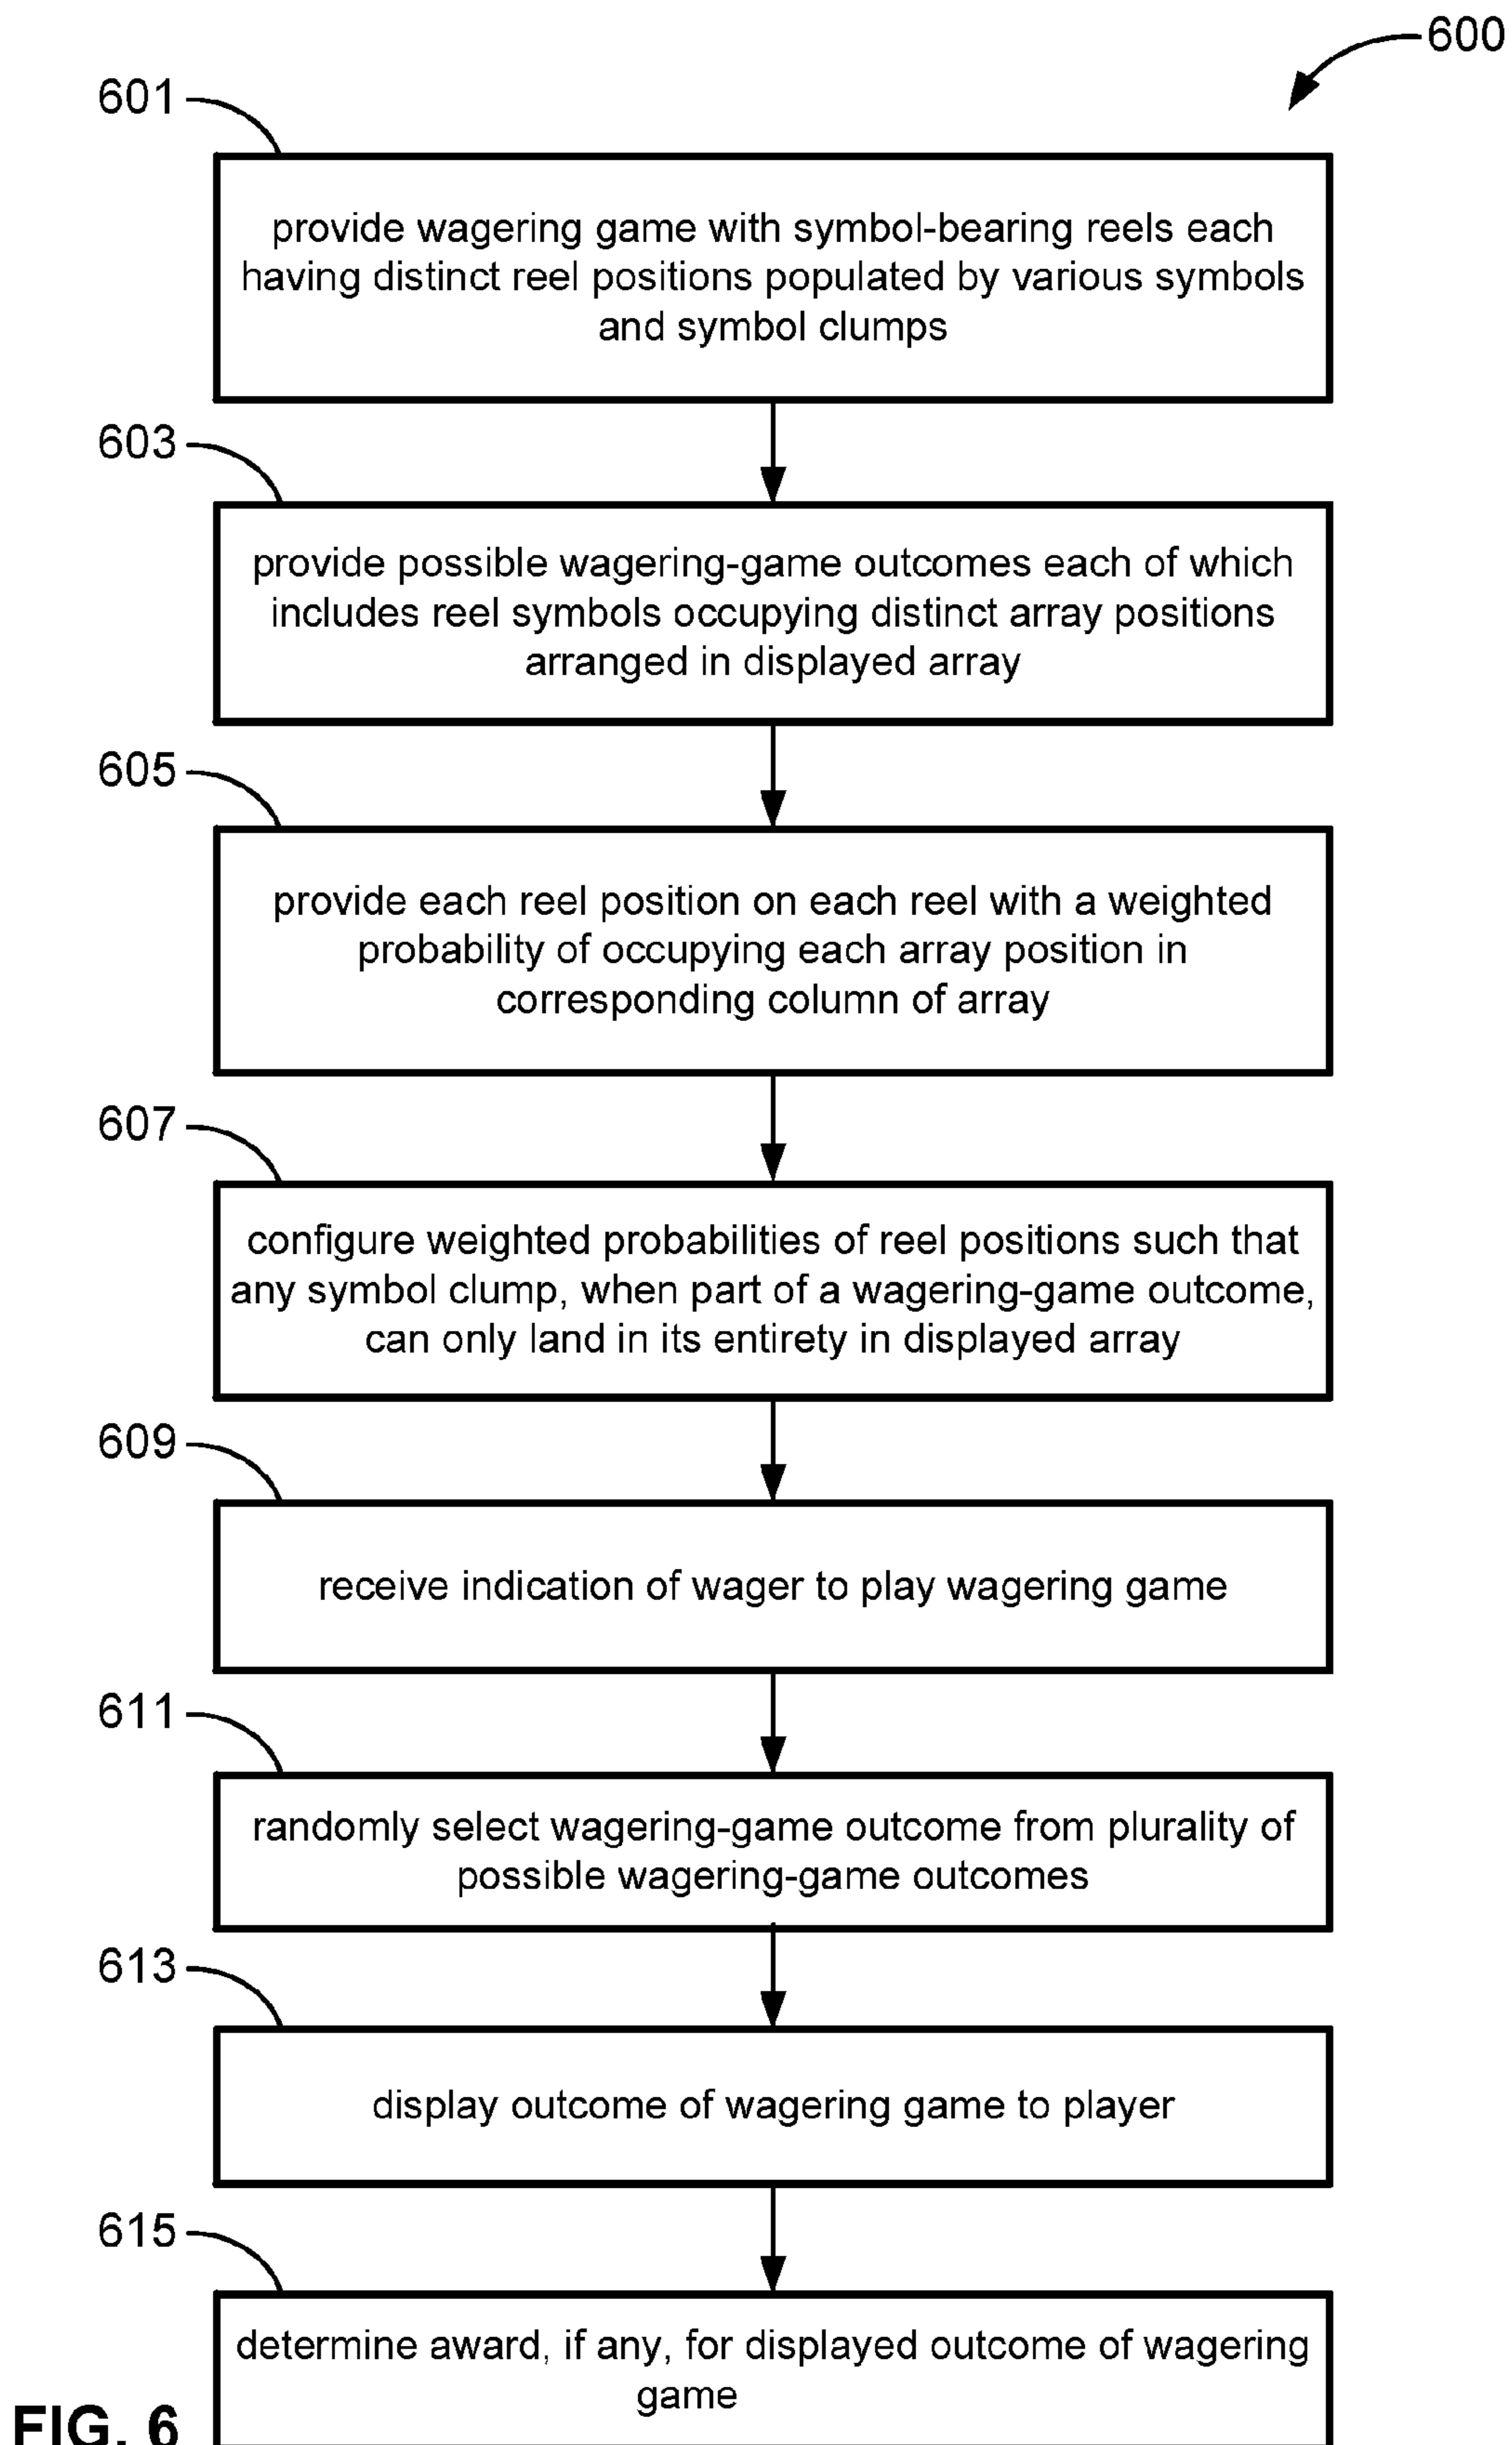 600
601
provide wagering game with symbol-bearing reels each
having distinct reel positions populated by various symbols
and symbol clumps
603
provide possible wagering-game outcomes each of which
includes reel symbols occupying distinct array positions
arranged in displayed array
605
provide each reel position on each reel with a weighted
probability of occupying each array position in
corresponding column of array
607
configure weighted probabilities of reel positions such that
any symbol clump, when part of a wagering-game outcome,
can only land in its entirety in displayed array
609
receive indication of wager to play wagering game
611
randomly select wagering-game outcome from plurality of
possible wagering-game outcomes
613
display outcome of wagering game to player
615
determine award, if any, for displayed outcome of wagering
game
FIG. 6